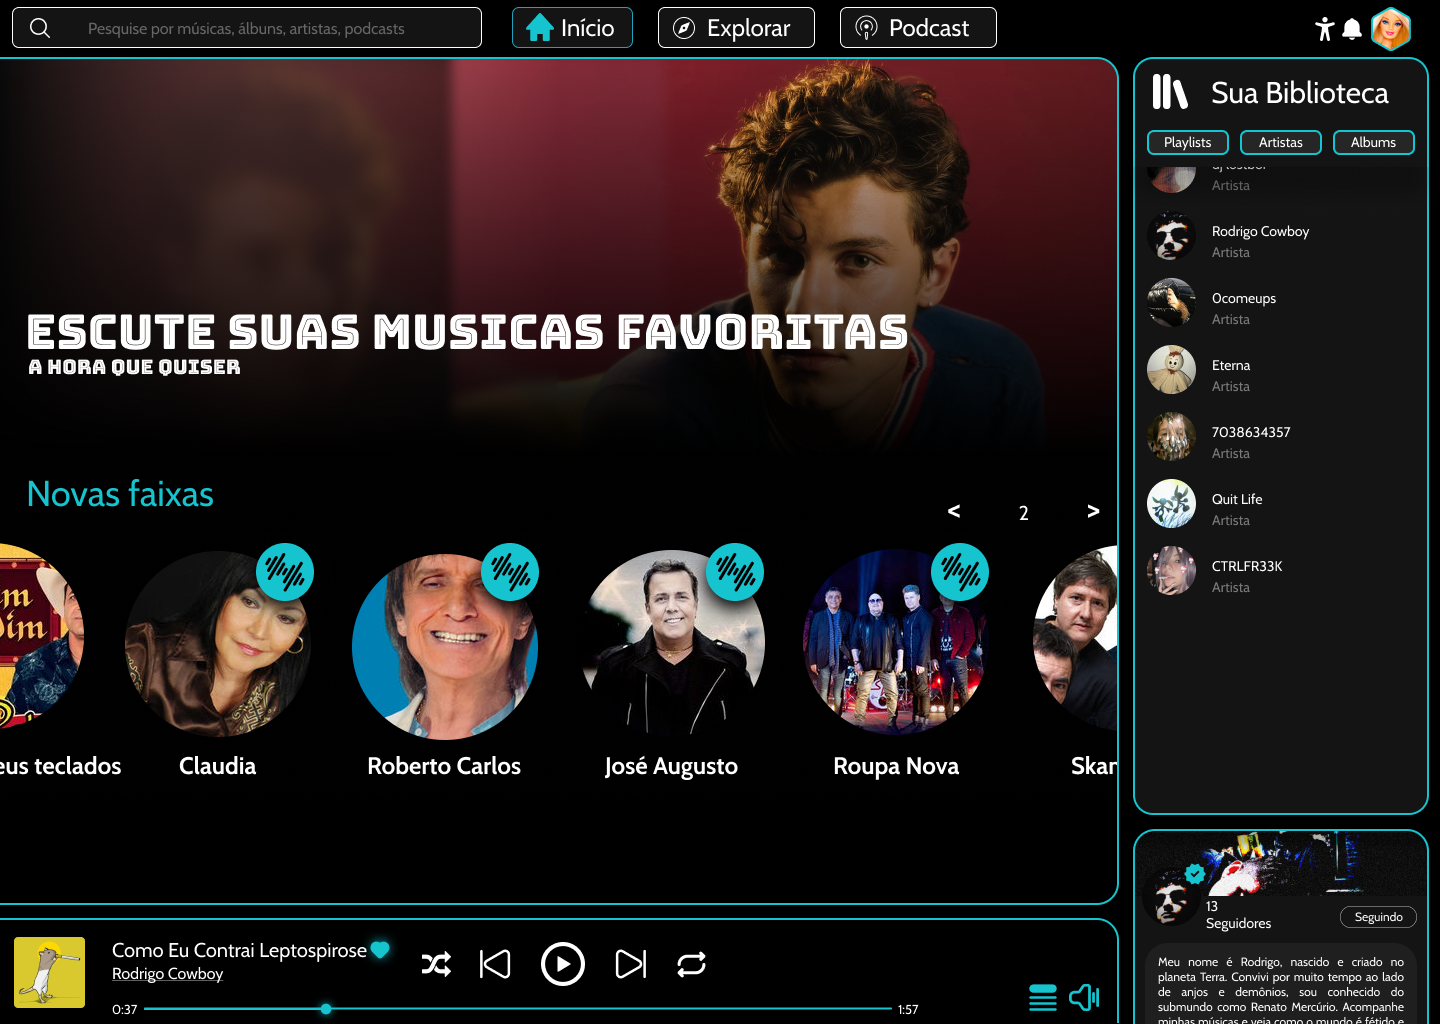 Pesquise por músicas, álbuns, artistas, podcasts
Início
Explorar
Podcast
ESCUTE SUAS MUSICAS FAVORITAS
A HORA QUE QUISER
Novas faixas
< 2 >
teclados
Claudia
Roberto Carlos
José Augusto
Roupa Nova
Sua Biblioteca
Playlists
Artistas
Albums
Artista
Rodrigo Cowboy
Artista
0comeups
Artista
Eterna
Artista
7038634357
Artista
Quit Life
Artista
CTRLFR33K
Artista
13
Seguidores
Seguindo
Meu nome é Rodrigo, nascido e criado no
planeta Terra. Convivi por muito tempo ao lado
de anjos e demônios, sou conhecido do
submundo como Renato Mercúrio. Acompanhe
minhas músicas e veja como o mundo é fétido e
Como Eu Contrai Leptospirose
Rodrigo Cowboy
0:37
1:57